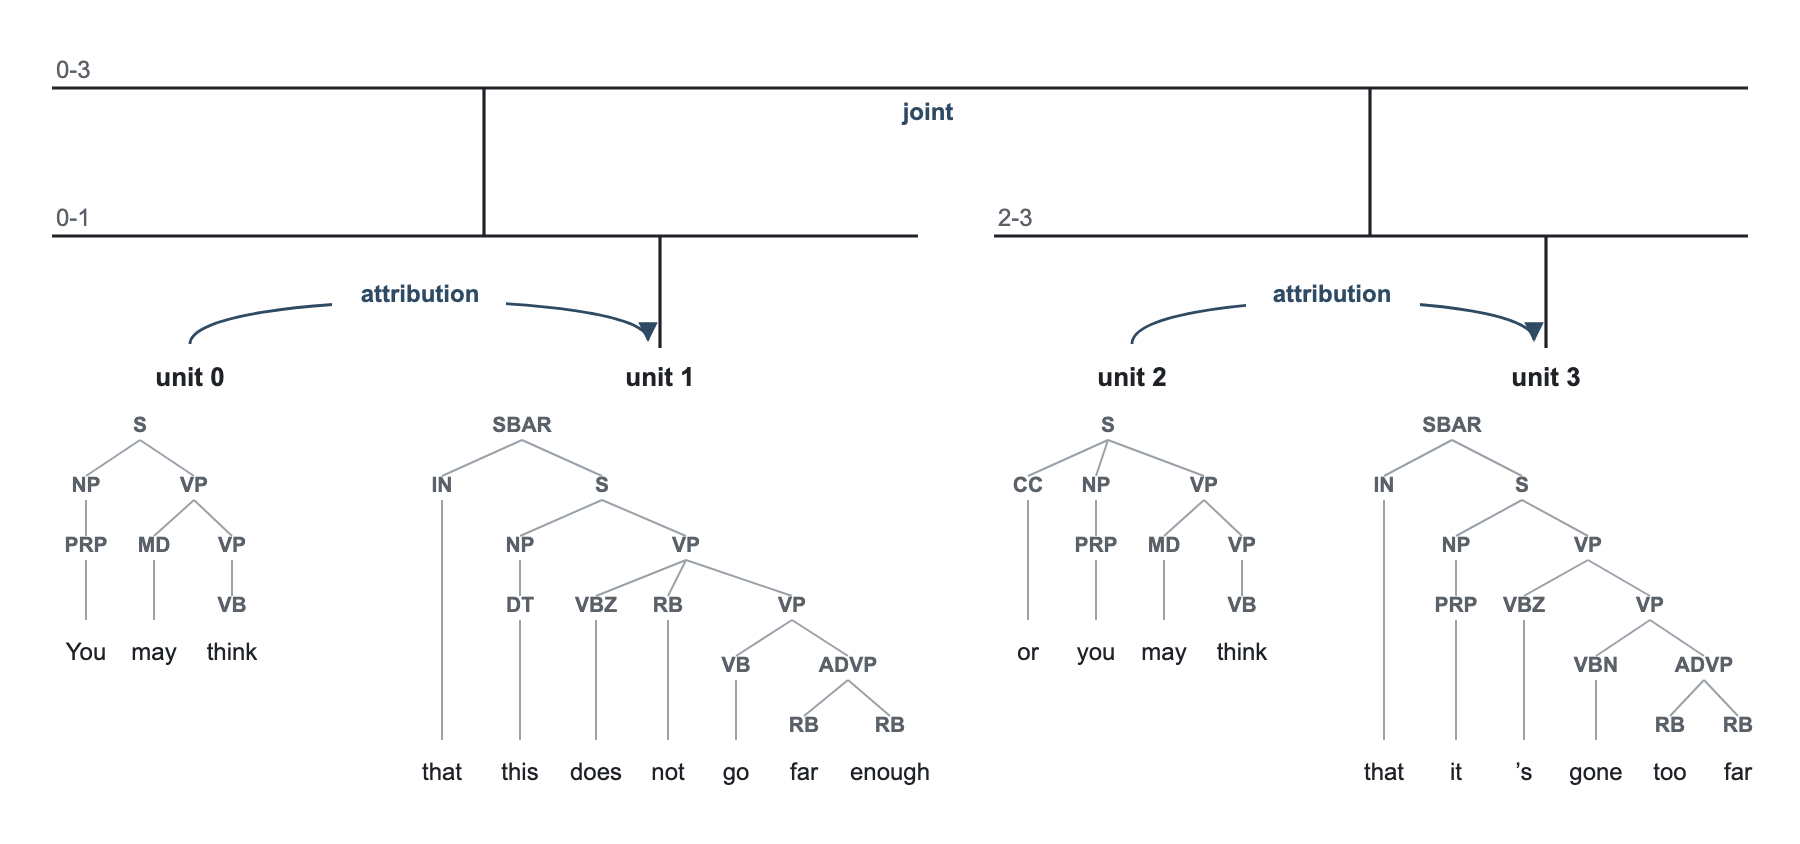 0-3
joint
0-1
2-3
attribution attribution
unit 0 unit 1 unit 2 unit 3
S SBAR S SBAR
NP VP IN S CC NP VP IN S
PRP MD VP NP VP PRP MD VP NP VP
VB DT VBZ RB VP VB PRP VBZ VP
You may think or you may think
VB ADVP VBN ADVP
RB RB RB RB
that this does not go far enough that it ’s gone too far